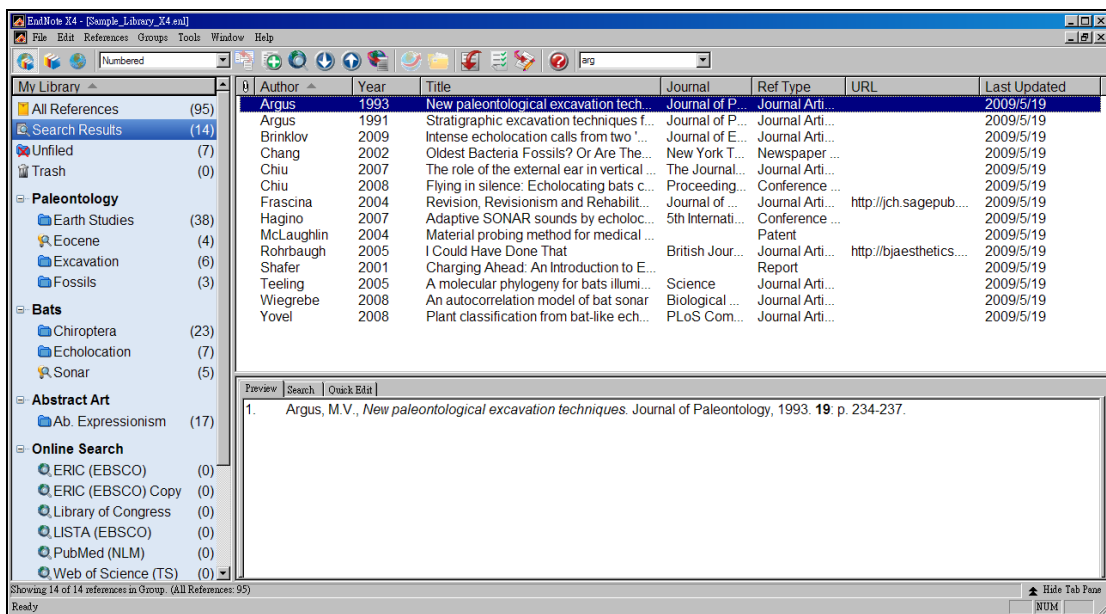 EndNote X4 - [Sample_Library_X4.enl]
File Edit References Groups Tools Window Help
Numbered arg
My Library Author Year Title Journal Ref Type URL Last Updated
All References (95)
Search Results (14)
Unfiled (7)
Trash (0)
Paleontology
Earth Studies (38)
Eocene (4)
Excavation (6)
Fossils (3)
Bats
Chiroptera (23)
Echolocation (7)
Sonar (5)
Abstract Art
Ab. Expressionism (17)
Online Search
ERIC (EBSCO) (0)
ERIC (EBSCO) Copy (0)
Library of Congress (0)
LISTA (EBSCO) (0)
PubMed (NLM) (0)
Web of Science (TS) (0)
Argus 1993 New paleontological excavation tech... Journal of P... Journal Arti... 2009/5/19
Argus 1991 Stratigraphic excavation techniques f... Journal of P... Journal Arti... 2009/5/19
Brinklov 2009 Intense echolocation calls from two '... Journal of E... Journal Arti... 2009/5/19
Chang 2002 Oldest Bacteria Fossils? Or Are The... New York T... Newspaper ... 2009/5/19
Chiu 2007 The role of the external ear in vertical ... The Journal... Journal Arti... 2009/5/19
Chiu 2008 Flying in silence: Echolocating bats c... Proceeding... Conference ... 2009/5/19
Frascina 2004 Revision, Revisionism and Rehabilit... Journal of ... Journal Arti... http://jch.sagepub.... 2009/5/19
Hagino 2007 Adaptive SONAR sounds by echoloc... 5th Internati... Conference ... 2009/5/19
McLaughlin 2004 Material probing method for medical ... Patent 2009/5/19
Rohrbaugh 2005 I Could Have Done That British Jour... Journal Arti... http://bjaesthetics.... 2009/5/19
Shafer 2001 Charging Ahead: An Introduction to E... Report 2009/5/19
Teeling 2005 A molecular phylogeny for bats illumi... Science Journal Arti... 2009/5/19
Wiegrebe 2008 An autocorrelation model of bat sonar Biological ... Journal Arti... 2009/5/19
Yovel 2008 Plant classification from bat-like ech... PLoS Com... Journal Arti... 2009/5/19
Preview Search Quick Edit
1. Argus, M.V., New paleontological excavation techniques. Journal of Paleontology, 1993. 19: p. 234-237.
Showing 14 of 14 references in Group. (All References: 95) Hide Tab Pane
Ready NUM